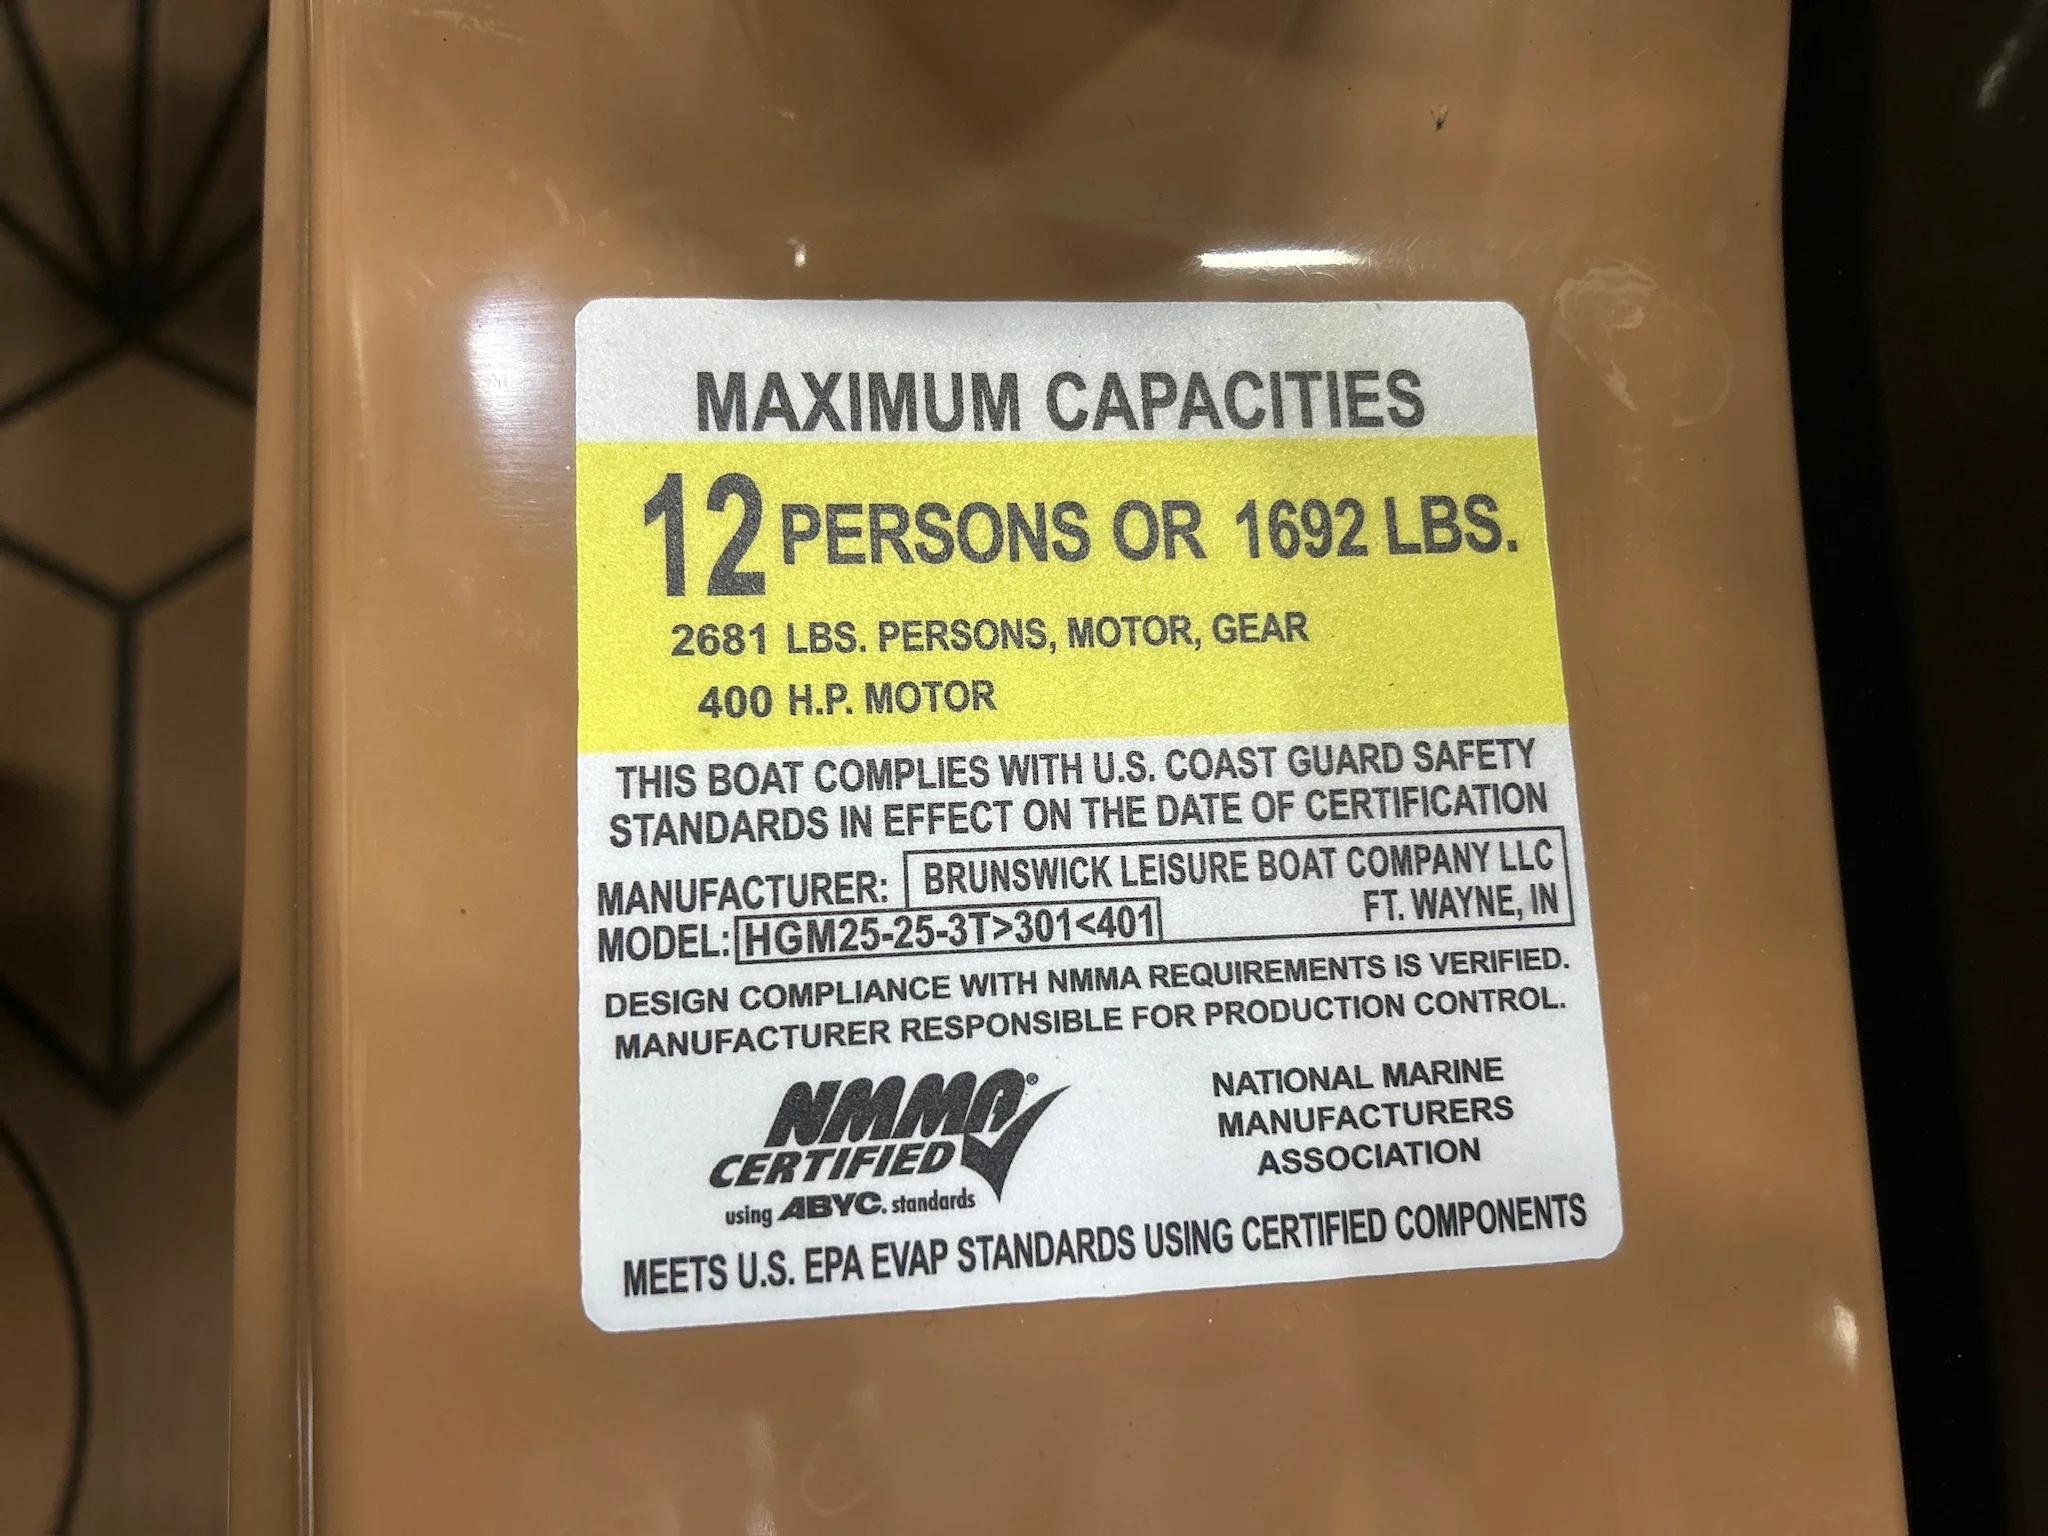 MAXIMUM CAPACITIES
12 PERSONS OR 1692 LBS.
2681 LBS. PERSONS, MOTOR, GEAR
400 H.P. MOTOR
THIS BOAT COMPLIES WITH U.S. COAST GUARD SAFETY
STANDARDS IN EFFECT ON THE DATE OF CERTIFICATION
MANUFACTURER: BRUNSWICK LEISURE BOAT COMPANY LLC
FT. WAYNE, IN
MODEL: HGM25-25-3T>301<401
DESIGN COMPLIANCE WITH NMMA REQUIREMENTS IS VERIFIED.
MANUFACTURER RESPONSIBLE FOR PRODUCTION CONTROL.
NMMA®
CERTIFIED
using ABYC. standards
NATIONAL MARINE
MANUFACTURERS
ASSOCIATION
MEETS U.S. EPA EVAP STANDARDS USING CERTIFIED COMPONENTS